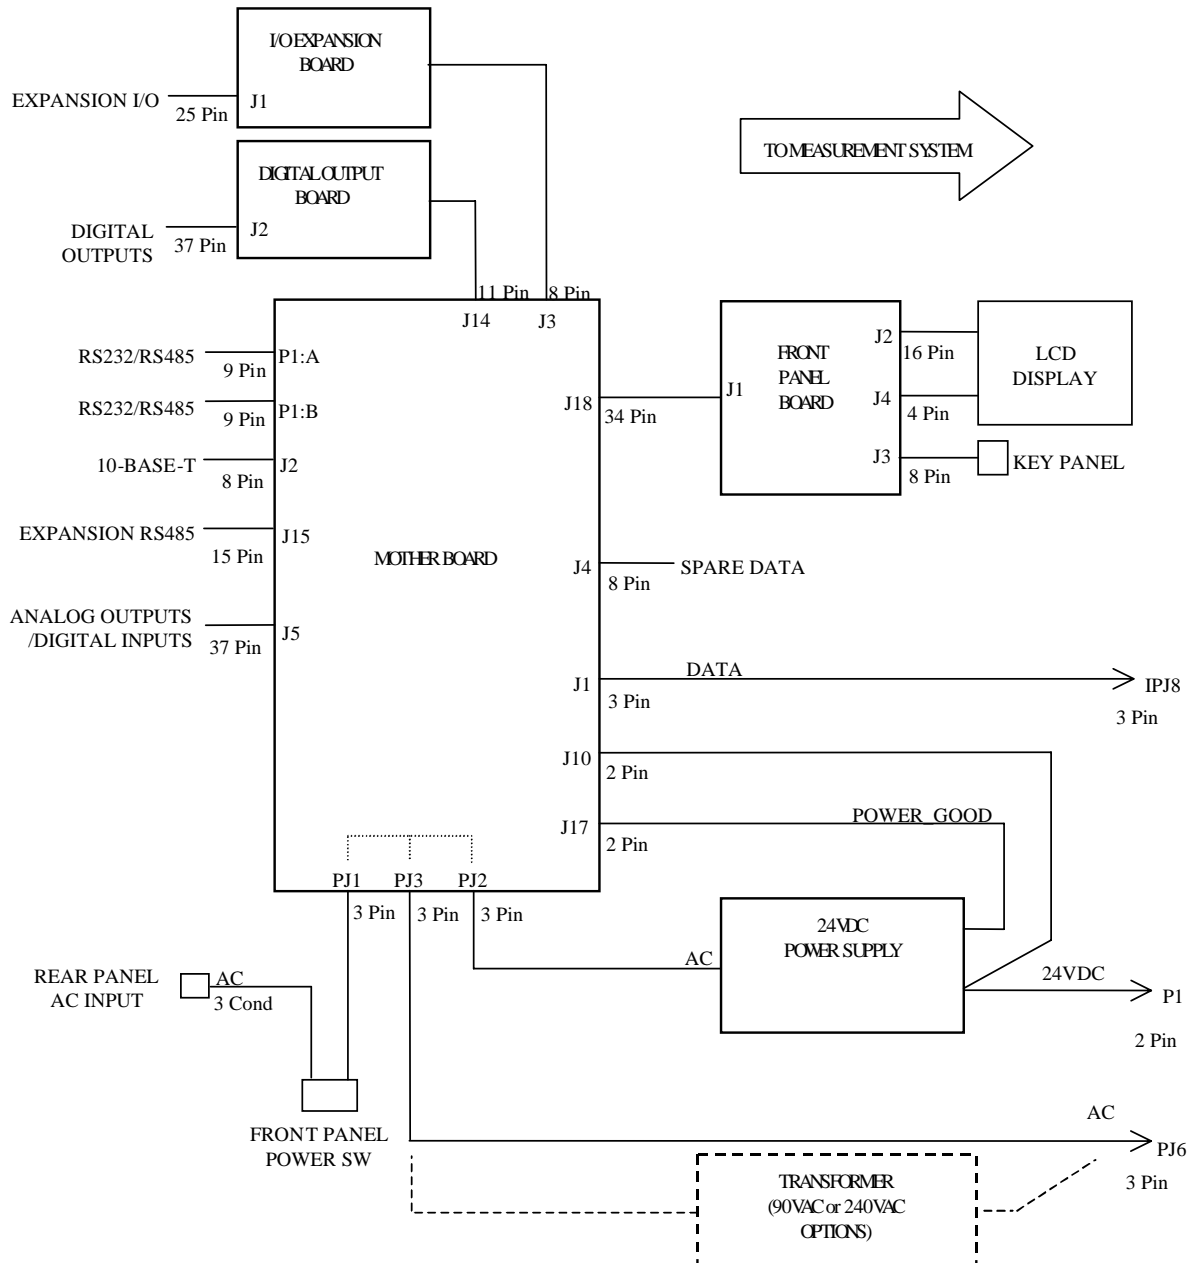 I/O EXPANSION
BOARD
EXPANSION I/O
J1
25 Pin
TO MEASUREMENT SYSTEM
DIGITAL OUTPUT
BOARD
DIGITAL
OUTPUTS
J2
37 Pin
11 Pin
8 Pin
J14
J3
RS232/RS485
9 Pin
P1:A
RS232/RS485
9 Pin
P1:B
10-BASE-T
8 Pin
J2
EXPANSION RS485
15 Pin
J15
ANALOG OUTPUTS
/DIGITAL INPUTS
37 Pin
J5
MOTHER BOARD
J18
34 Pin
J1
FRONT
PANEL
BOARD
J2
16 Pin
J4
4 Pin
J3
8 Pin
LCD
DISPLAY
KEY PANEL
J4
8 Pin
SPARE DATA
J1
3 Pin
DATA
IPJ8
3 Pin
J10
2 Pin
J17
2 Pin
POWER_GOOD
PJ1
PJ3
PJ2
3 Pin
3 Pin
3 Pin
AC
24VDC
POWER SUPPLY
24VDC
P1
2 Pin
REAR PANEL
AC INPUT
AC
3 Cond
FRONT PANEL
POWER SW
AC
PJ6
3 Pin
TRANSFORMER
(90VAC or 240VAC
OPTIONS)